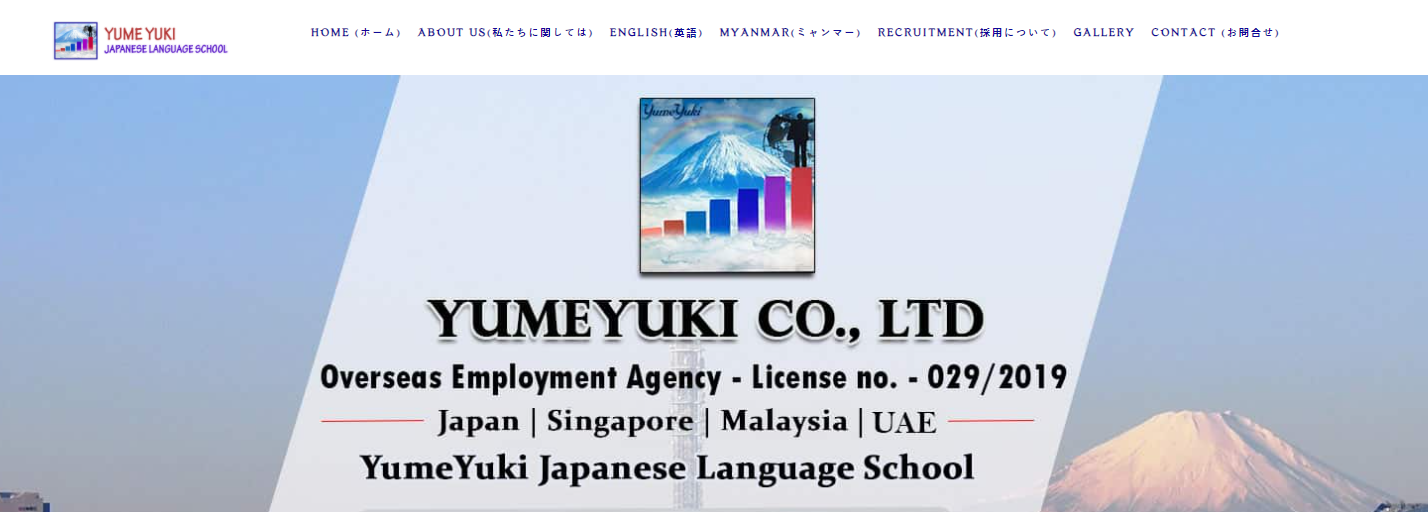 YUME YUKI
JAPANESE LANGUAGE SCHOOL
HOME (ホーム) ABOUT US(私たちに関しては) ENGLISH(英語) MYANMAR(ミャンマー) RECRUITMENT(採用について) GALLERY CONTACT (お問合せ)
YumeYuki
YUMEYUKI CO., LTD
Overseas Employment Agency - License no. - 029/2019
Japan | Singapore | Malaysia | UAE
YumeYuki Japanese Language School